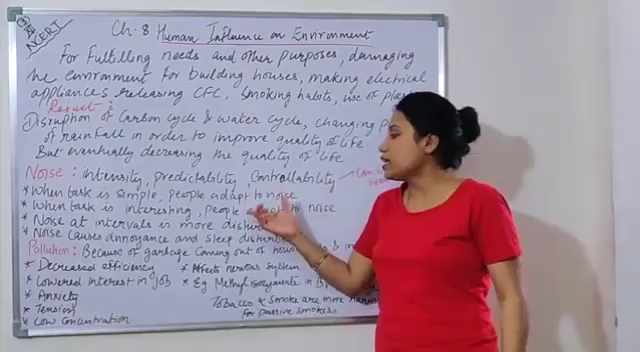 NCERT
Ch. 8 Human Influence on Environment
For Fulfilling needs and other purposes, damaging
the environment for building houses, making electrical
appliances releasing CFC. Smoking habits, use of
Result:
Disruption of Carbon cycle & water cycle, changing
of rainfall in order to improve quality of life
But eventually decreasing the quality of life
Noise: Intensity, predictability, Controllability
* When task is simple, people adapt to noise
* When task is interesting, people to noise
* Noise at intervals is more
* Noise causes annoyance and sleep
Pollution: Because of garbage Coming out of
* Decreased efficiency
* Affects nervous system
* Lowered Interest in job
* Eg Methyl isocyanate in
* Anxiety
* Tension
* Low Concentration
Tobacco & Smoke are more
for passive smokers